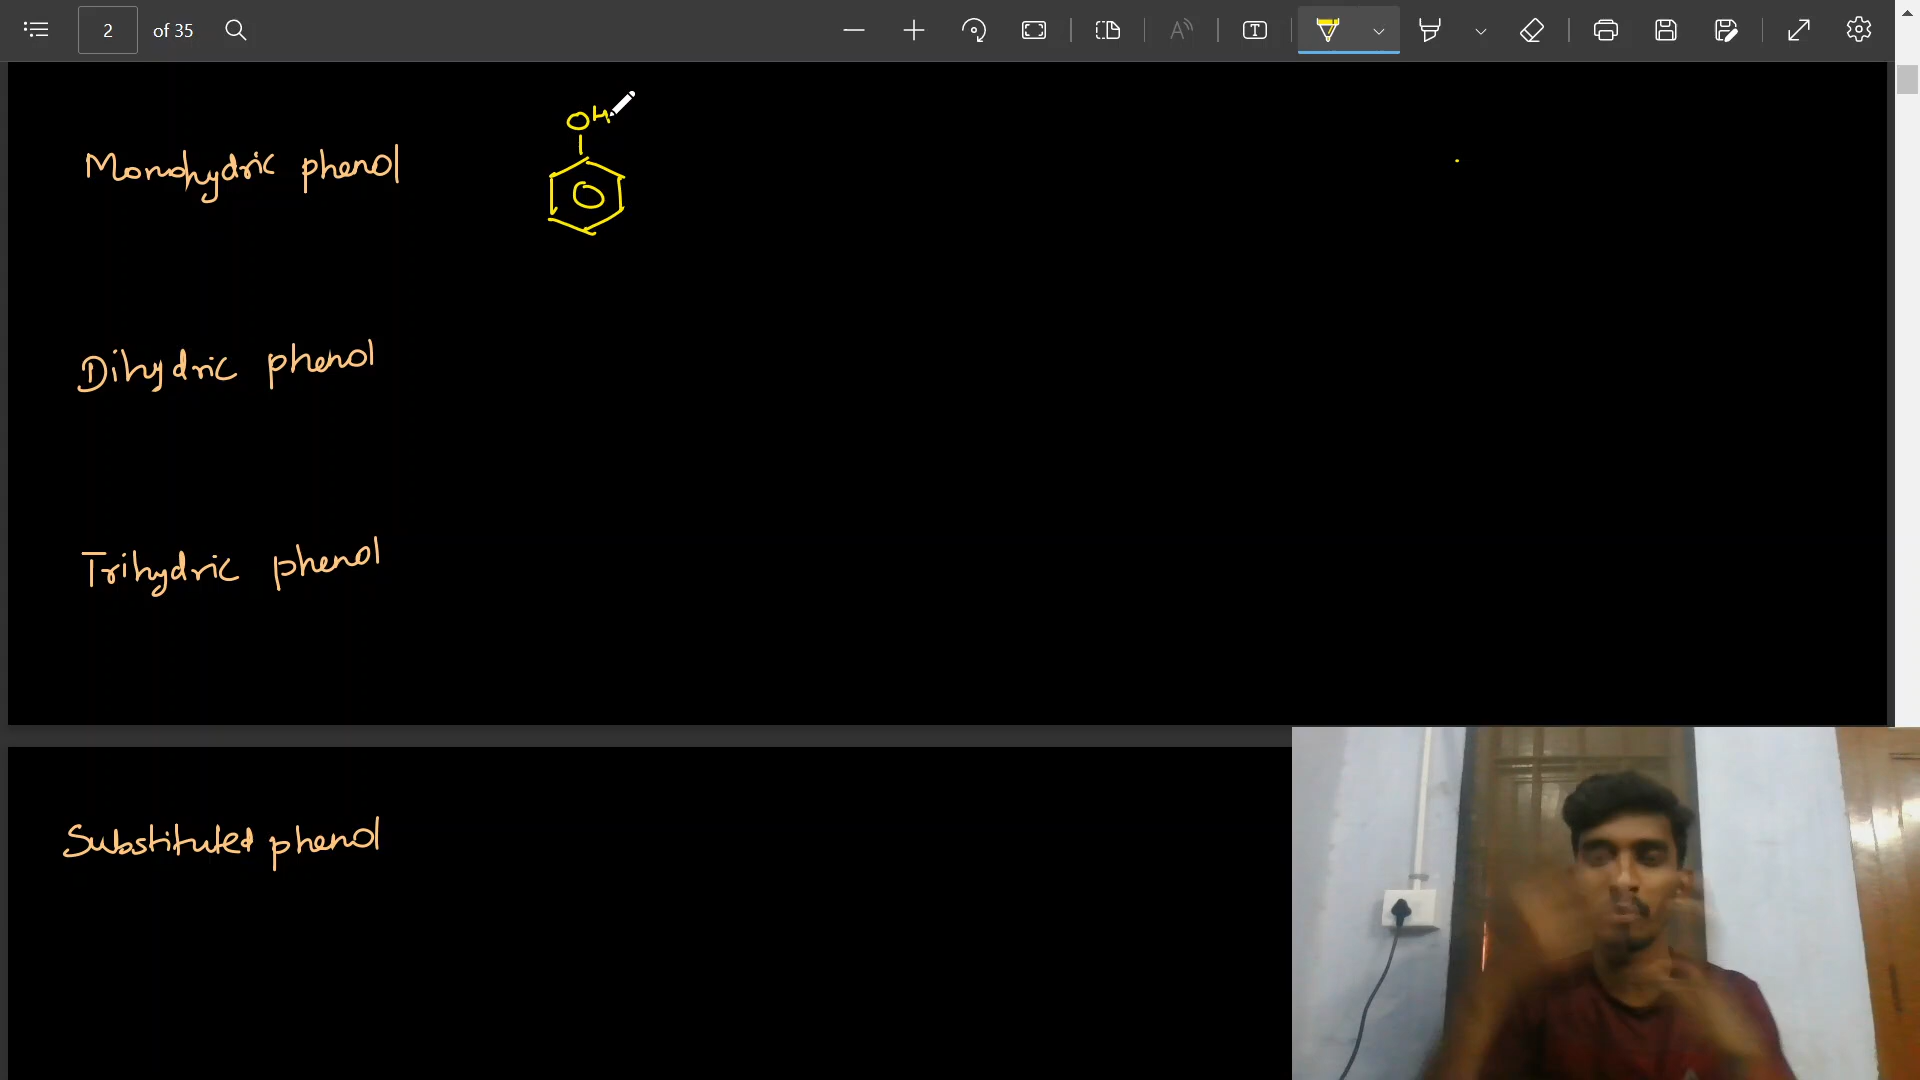 2 of 35
OH
Monohydric phenol
Dihydric phenol
Trihydric phenol
Substituted phenol